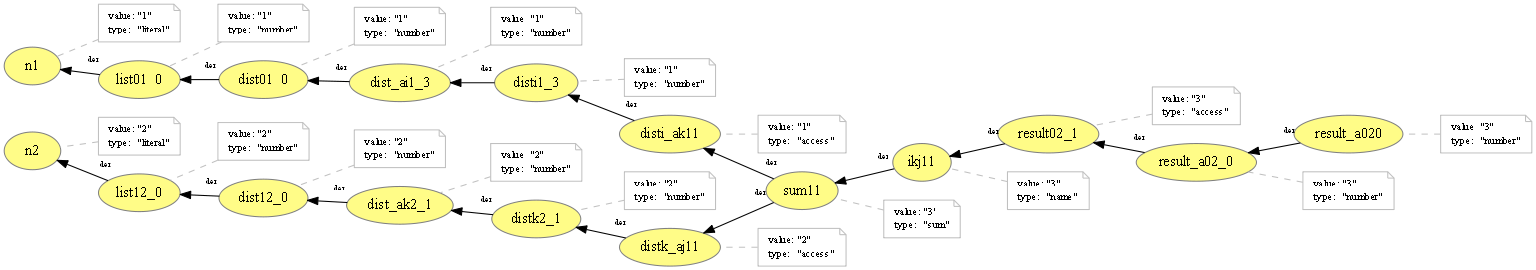 value: "1"
type: "literal"
value: "1"
type: "number"
value: "1"
type: "number"
value: "1"
type: "number"
n1
der
list01_0
der
dist01_0
der
dist_ai1_3
der
disti1_3
value: "1"
type: "number"
der
disti_ak11
value: "1"
type: "access"
value: "2"
type: "literal"
value: "2"
type: "number"
value: "2"
type: "number"
value: "2"
type: "number"
n2
der
list12_0
der
dist12_0
der
dist_ak2_1
der
distk2_1
value: "2"
type: "number"
der
distk_aj11
value: "2"
type: "access"
der
der
sum11
value: "3"
type: "sum"
der
ikj11
value: "3"
type: "name"
der
result02_1
value: "3"
type: "access"
der
result_a02_0
value: "3"
type: "number"
der
result_a020
value: "3"
type: "number"